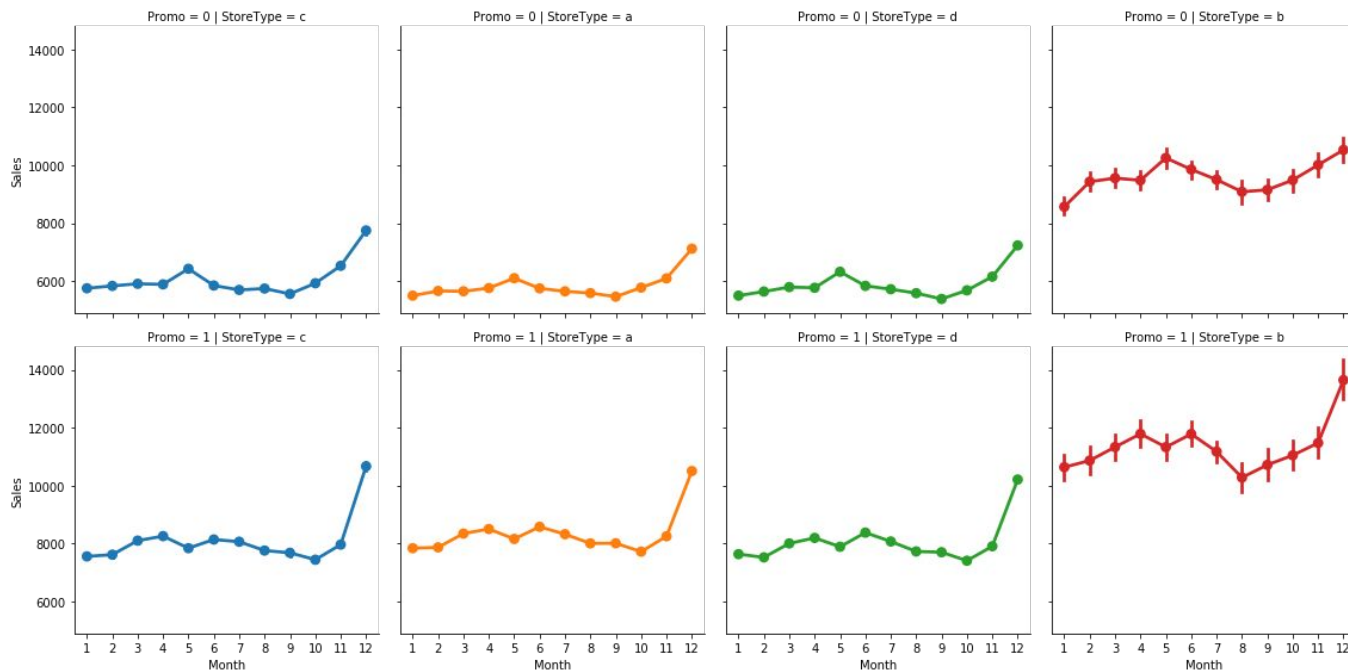 Promo = 0 | StoreType = c
Promo = 0 | StoreType = a
Promo = 0 | StoreType = d
Promo = 0 | StoreType = b
14000
12000
10000
8000
6000
Sales
Promo = 1 | StoreType = c
Promo = 1 | StoreType = a
Promo = 1 | StoreType = d
Promo = 1 | StoreType = b
14000
12000
10000
8000
6000
Sales
1 2 3 4 5 6 7 8 9 10 11 12
Month
1 2 3 4 5 6 7 8 9 10 11 12
Month
1 2 3 4 5 6 7 8 9 10 11 12
Month
1 2 3 4 5 6 7 8 9 10 11 12
Month